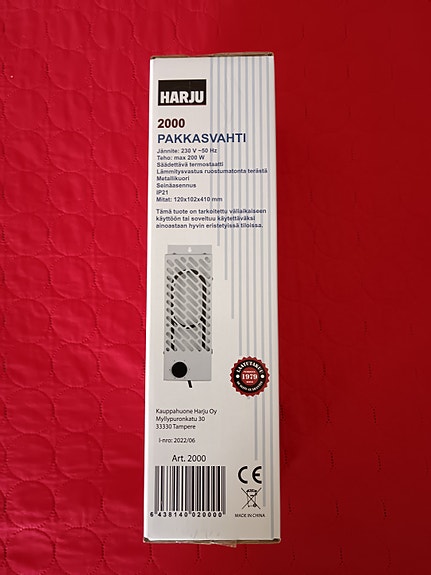 HARJU
2000
PAKKASVAHTI
Jännite: 230 V ~50 Hz
Teho: max 200 W
Säädettävä termostaatti
Lämmitysvastus ruostumatonta terästä
Metallikuori
Seinäasennus
IP21
Mitat: 120x102x410 mm
Tämä tuote on tarkoitettu väliaikaiseen
käyttöön tai soveltuu käytettäväksi
ainoastaan hyvin eristetyissä tiloissa.
1979
Kauppahuone Harju Oy
Myllypuronkatu 30
33330 Tampere
I-nro: 2022/06
Art. 2000
CE
6 438140 020000
MADE IN CHINA